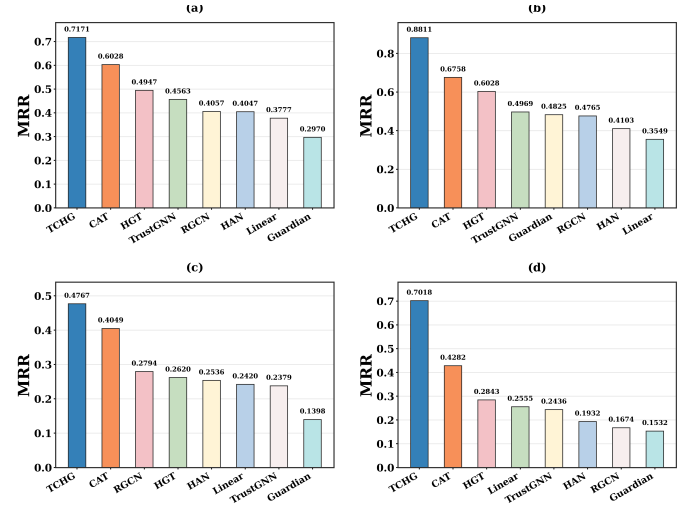 (a)
MRR
0.7
0.6
0.5
0.4
0.3
0.2
0.1
0.0
0.7171
0.6028
0.4947
0.4563
0.4057
0.4047
0.3777
0.2970
TCHG
CAT
HGT
TrustGNN
RGCN
HAN
Linear
Guardian
(b)
MRR
0.8
0.6
0.4
0.2
0.0
0.8811
0.6758
0.6028
0.4969
0.4825
0.4765
0.4103
0.3549
TCHG
CAT
HGT
TrustGNN
Guardian
RGCN
HAN
Linear
(c)
MRR
0.5
0.4
0.3
0.2
0.1
0.0
0.4767
0.4049
0.2794
0.2620
0.2536
0.2420
0.2379
0.1398
TCHG
CAT
RGCN
HGT
HAN
Linear
TrustGNN
Guardian
(d)
MRR
0.7
0.6
0.5
0.4
0.3
0.2
0.1
0.0
0.7018
0.4282
0.2843
0.2555
0.2436
0.1932
0.1674
0.1532
TCHG
CAT
HGT
Linear
TrustGNN
HAN
RGCN
Guardian